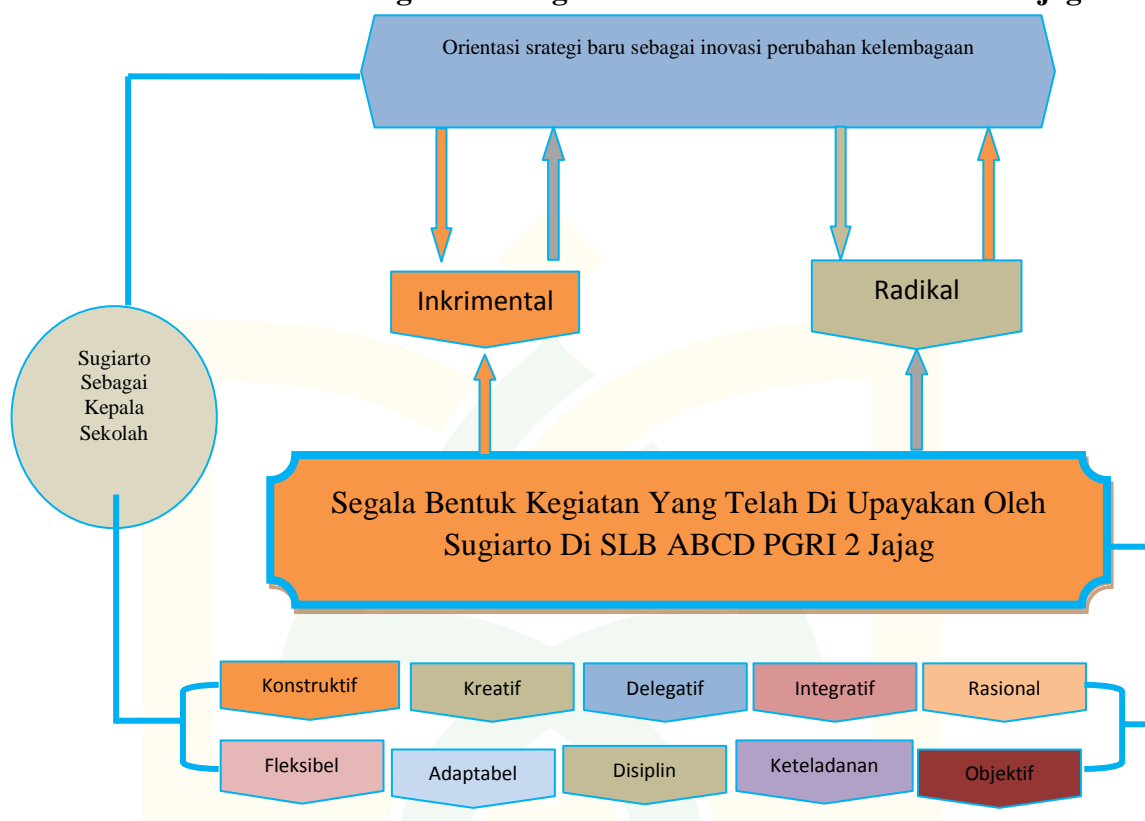 Orientasi srategi baru sebagai inovasi perubahan kelembagaan
Inkrimental
Radikal
Sugiarto
Sebagai
Kepala
Sekolah
Segala Bentuk Kegiatan Yang Telah Di Upayakan Oleh
Sugiarto Di SLB ABCD PGRI 2 Jajag
Konstruktif
Kreatif
Delegatif
Integratif
Rasional
Fleksibel
Adaptabel
Disiplin
Keteladanan
Objektif